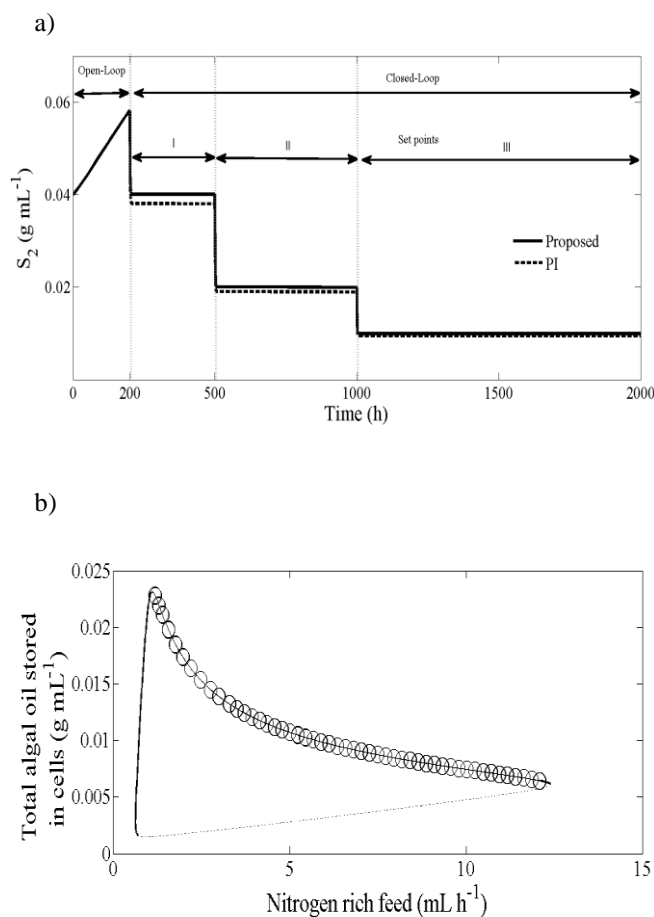 a)
Open-Loop
Closed-Loop
0.06
I
II
Set points
III
0.04
S2 (g mL-1)
Proposed
PI
0.02
0
200
500
1000
1500
2000
Time (h)
b)
0.025
0.02
0.015
0.01
0.005
0
Total algal oil stored
in cells (g mL-1)
0
5
10
15
Nitrogen rich feed (mL h-1)